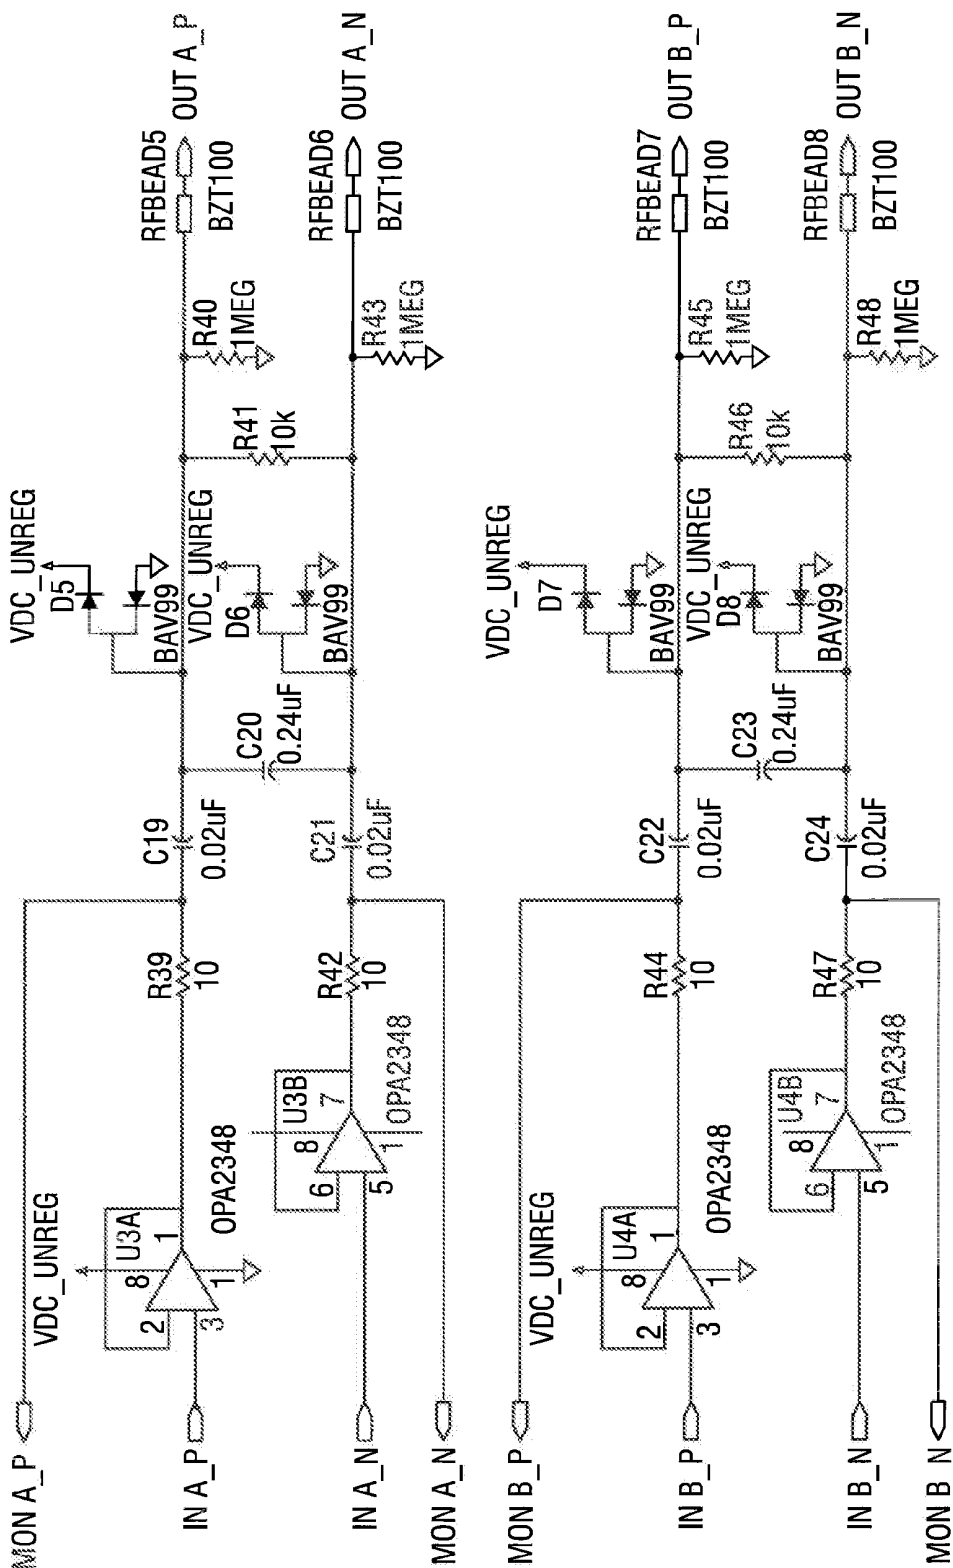 MON A_P
IN A_P
IN A_N
MON A_N
VDC_UNREG
U3A
8
2
3
1
1
OPA2348
U3B
8
6
5
7
1
OPA2348
R39
10
R42
10
C19
0.02uF
C21
0.02uF
C20
0.24uF
VDC_UNREG
D5
BAV99
VDC_UNREG
D6
BAV99
R41
10k
R40
1MEG
R43
1MEG
RFBEAD5
BZT100
OUT A_P
RFBEAD6
BZT100
OUT A_N
MON B_P
IN B_P
IN B_N
MON B_N
VDC_UNREG
U4A
8
2
3
1
1
OPA2348
U4B
8
6
5
7
1
OPA2348
R44
10
R47
10
C22
0.02uF
C24
0.02uF
C23
0.24uF
VDC_UNREG
D7
BAV99
VDC_UNREG
D8
BAV99
R46
10k
R45
1MEG
R48
1MEG
RFBEAD7
BZT100
OUT B_P
RFBEAD8
BZT100
OUT B_N